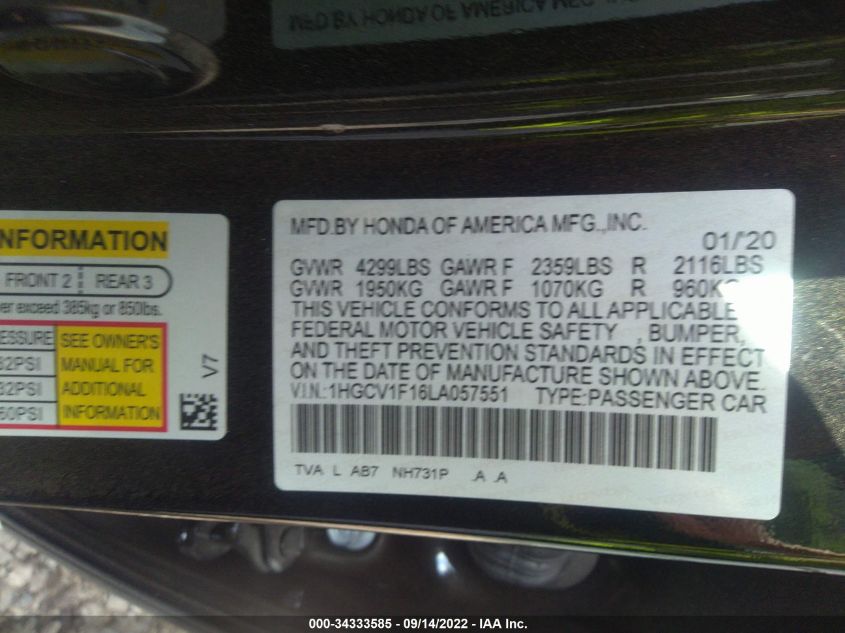 MFD BY HONDA OF AMERICA MFG.
INFORMATION
FRONT 2 REAR 3
exceed 385kg or 850lbs.
SEE OWNER'S
MANUAL FOR
ADDITIONAL
INFORMATION
32PSI
60PSI
V7
MFD.BY HONDA OF AMERICA MFG.,INC.
01/'20
GVWR 4299LBS GAWR F 2359LBS R 2116LBS
GVWR 1950KG GAWR F 1070KG R 960KG
THIS VEHICLE CONFORMS TO ALL APPLICABLE
FEDERAL MOTOR VEHICLE SAFETY , BUMPER,
AND THEFT PREVENTION STANDARDS IN EFFECT
ON THE DATE OF MANUFACTURE SHOWN ABOVE.
V.I.N.:1HGCV1F16LA057551 TYPE:PASSENGER CAR
TVA L AB7 NH731P .A .A
000-34333585 - 09/14/2022 - IAA Inc.